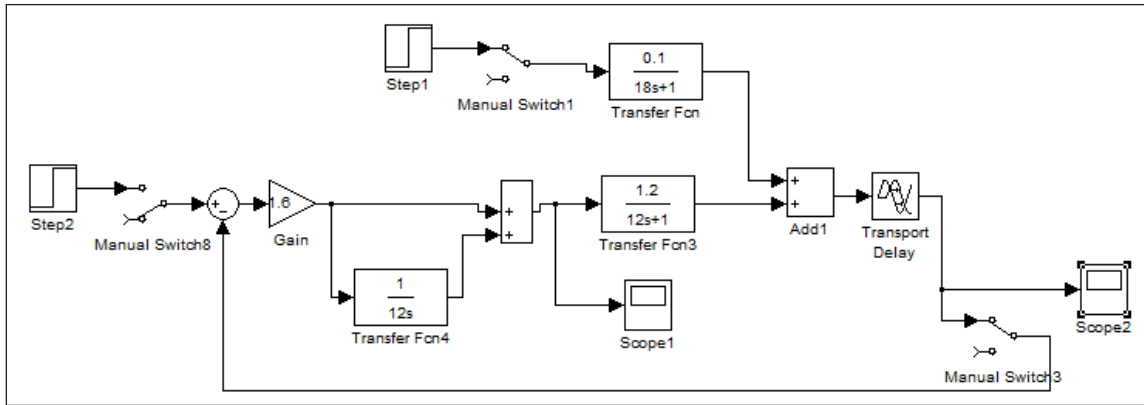 Step1
Manual Switch1
0.1
18s+1
Transfer Fcn
Step2
Manual Switch8
+
−
1.6
Gain
1
12s
Transfer Fcn4
+
+
1.2
12s+1
Transfer Fcn3
Scope1
+
+
Add1
Transport
Delay
Scope2
Manual Switch3